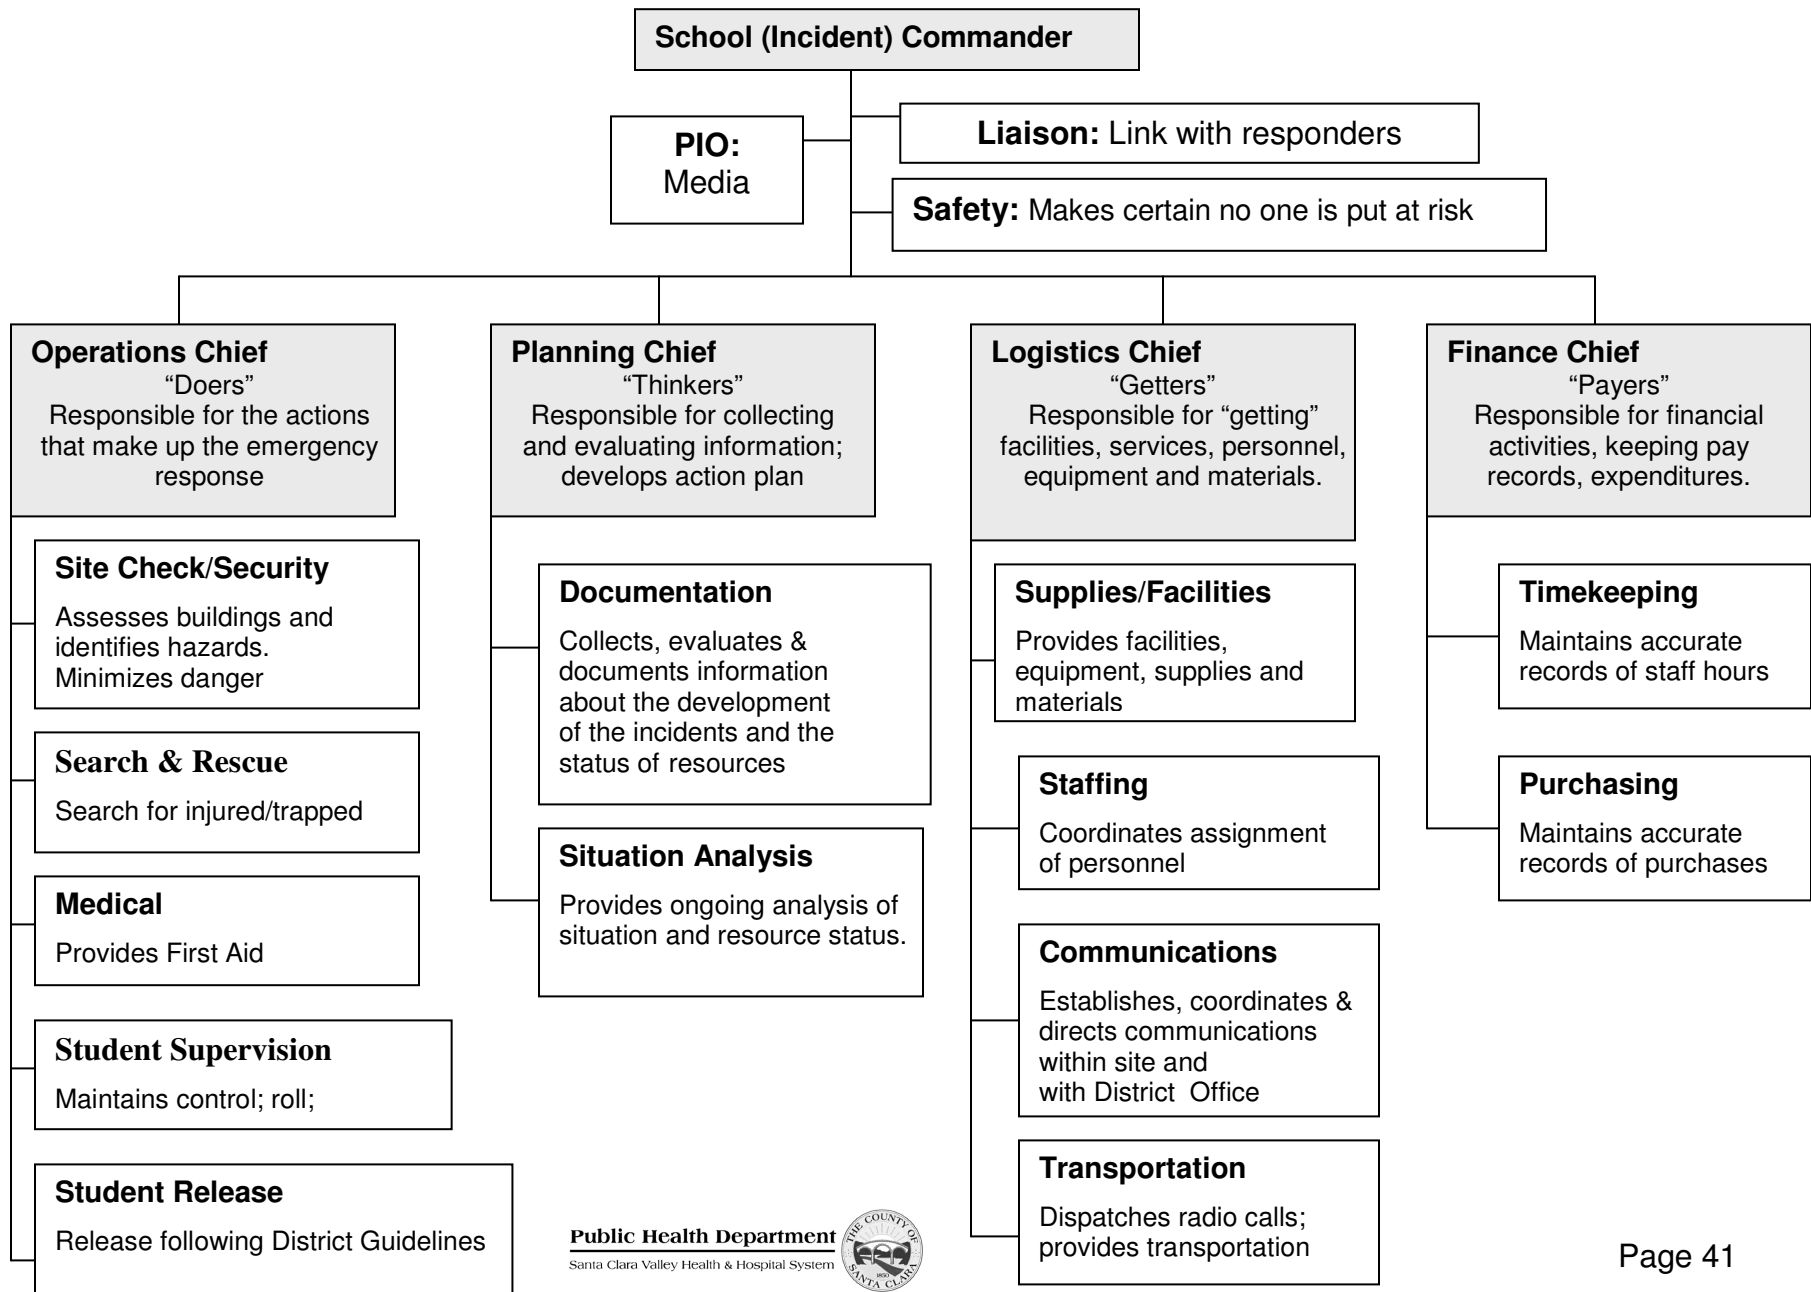 School (Incident) Commander
PIO:
Media
Liaison: Link with responders
Safety: Makes certain no one is put at risk
Operations Chief
“Doers”
Responsible for the actions
that make up the emergency
response
Site Check/Security
Assesses buildings and
identifies hazards.
Minimizes danger
Search & Rescue
Search for injured/trapped
Medical
Provides First Aid
Student Supervision
Maintains control; roll;
Student Release
Release following District Guidelines
Planning Chief
“Thinkers”
Responsible for collecting
and evaluating information;
develops action plan
Documentation
Collects, evaluates &
documents information
about the development
of the incidents and the
status of resources
Situation Analysis
Provides ongoing analysis of
situation and resource status.
Logistics Chief
“Getters”
Responsible for “getting”
facilities, services, personnel,
equipment and materials.
Supplies/Facilities
Provides facilities,
equipment, supplies and
materials
Staffing
Coordinates assignment
of personnel
Communications
Establishes, coordinates &
directs communications
within site and
with District Office
Transportation
Dispatches radio calls;
provides transportation
Finance Chief
“Payers”
Responsible for financial
activities, keeping pay
records, expenditures.
Timekeeping
Maintains accurate
records of staff hours
Purchasing
Maintains accurate
records of purchases
Public Health Department
Santa Clara Valley Health & Hospital System
THE COUNTY OF
SANTA CLARA
1850
Page 41